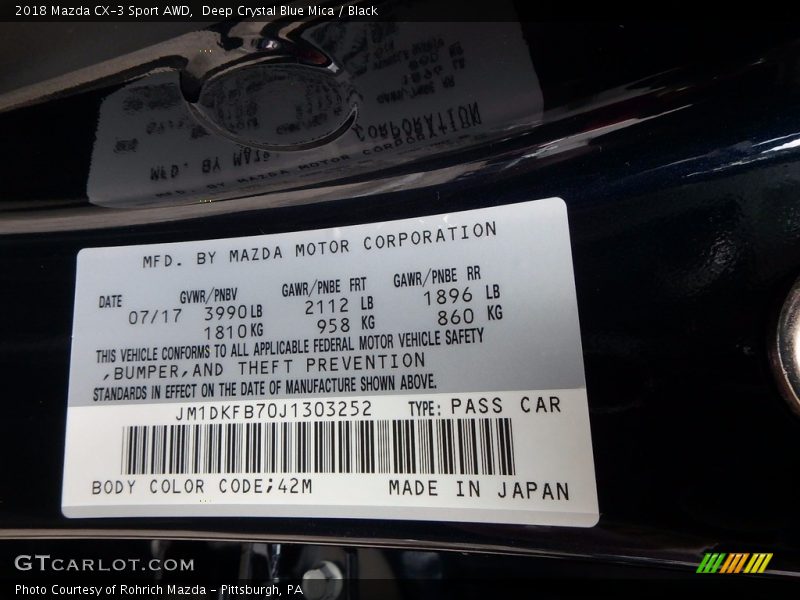 2018 Mazda CX-3 Sport AWD,  Deep Crystal Blue Mica / Black
MFD. BY MAZDA MOTOR CORPORATION
DATE GVWR/PNBV GAWR/PNBE FRT GAWR/PNBE RR
07/17 3990LB 2112 LB 1896 LB
1810KG 958 KG 860 KG
THIS VEHICLE CONFORMS TO ALL APPLICABLE FEDERAL MOTOR VEHICLE SAFETY
,BUMPER,AND THEFT PREVENTION
STANDARDS IN EFFECT ON THE DATE OF MANUFACTURE SHOWN ABOVE.
JM1DKFB70J1303252 TYPE: PASS CAR
BODY COLOR CODE;42M MADE IN JAPAN
GTCARLOT.COM
Photo Courtesy of Rohrich Mazda - Pittsburgh, PA